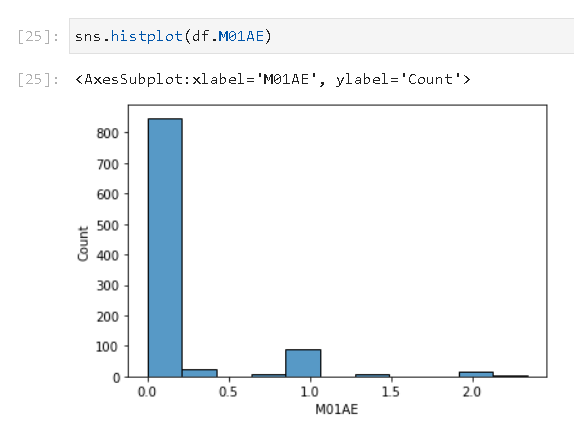 [25]: sns.histplot(df.M01AE)
[25]: <AxesSubplot:xlabel='M01AE', ylabel='Count'>
800
700
600
500
400
300
200
100
0
Count
0.0 0.5 1.0 1.5 2.0
M01AE